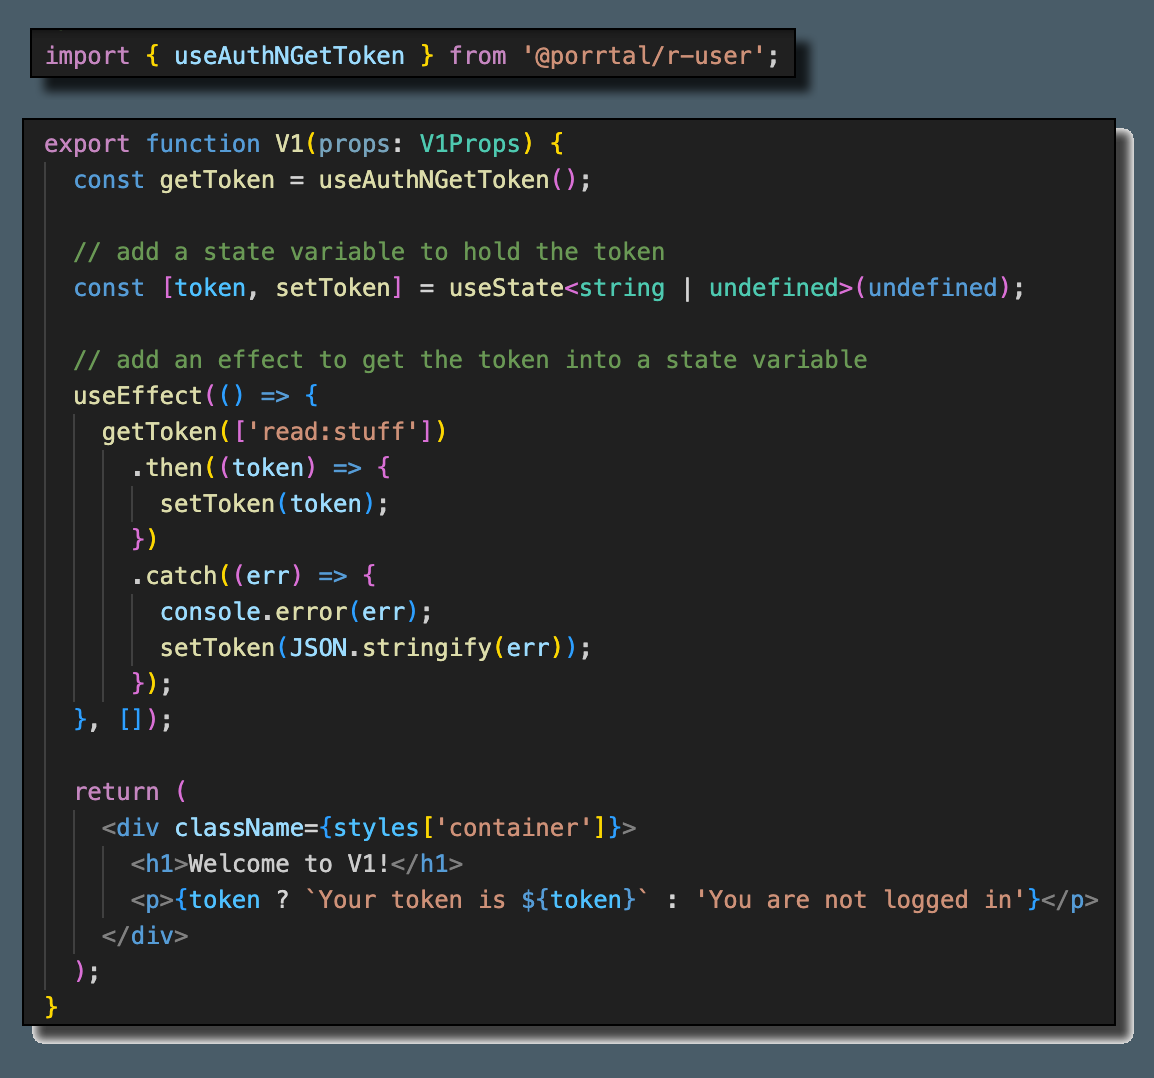 import { useAuthNGetToken } from '@porrtal/r-user';
export function V1(props: V1Props) {
const getToken = useAuthNGetToken();
// add a state variable to hold the token
const [token, setToken] = useState<string | undefined>(undefined);
// add an effect to get the token into a state variable
useEffect(() => {
getToken(['read:stuff'])
.then((token) => {
setToken(token);
})
.catch((err) => {
console.error(err);
setToken(JSON.stringify(err));
});
}, []);
return (
<div className={styles['container']}>
<h1>Welcome to V1!</h1>
<p>{token ? `Your token is ${token}` : 'You are not logged in'}</p>
</div>
);
}